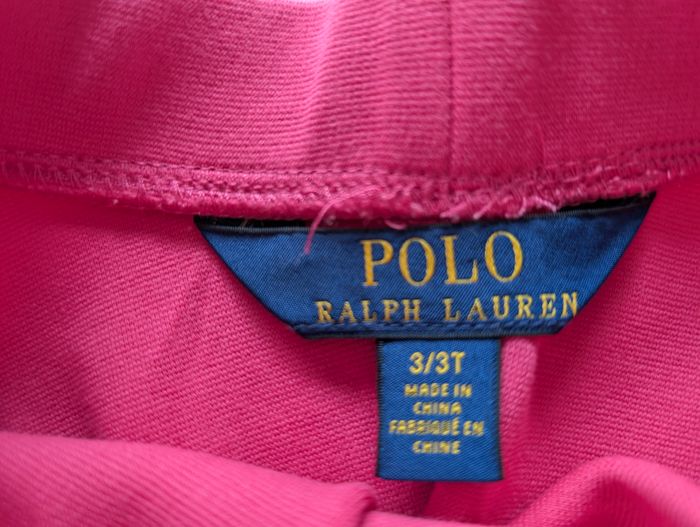 POLO
RALPH LAUREN
3/3T
MADE IN
CHINA
FABRIQUÉ EN
CHINE